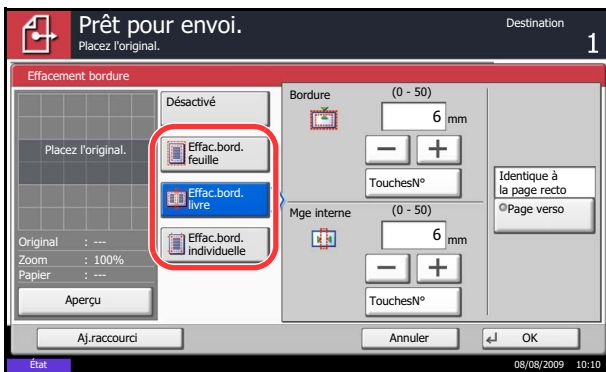 Prêt pour envoi.
Placez l'original.
Destination
1
Effacement bordure
Placez l'original.
Original : ---
Zoom : 100%
Papier : ---
Aperçu
Désactivé
Effac.bord.
feuille
Effac.bord.
livre
Effac.bord.
individuelle
Bordure
(0 - 50)
6 mm
TouchesN°
Mge interne
(0 - 50)
6 mm
TouchesN°
Identique à
la page recto
Page verso
Aj.raccourci
Annuler
OK
État
08/08/2009 10:10